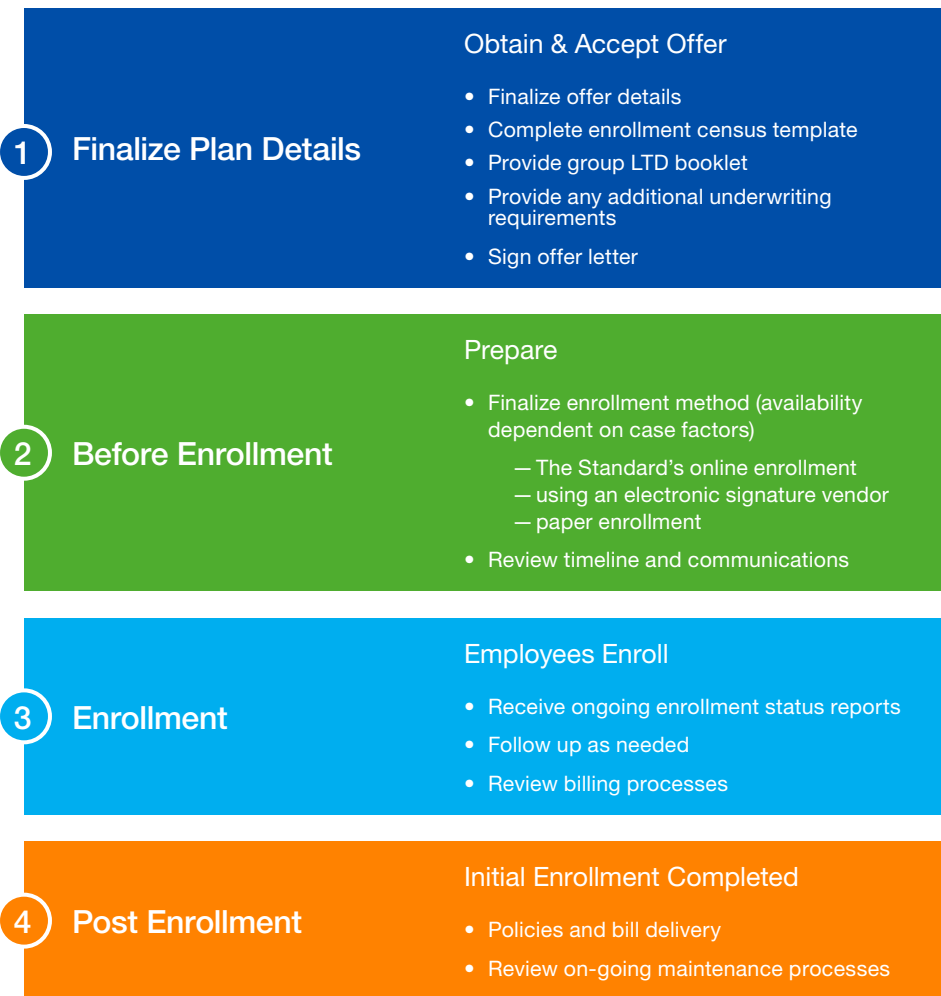 1
Finalize Plan Details
Obtain & Accept Offer
• Finalize offer details
• Complete enrollment census template
• Provide group LTD booklet
• Provide any additional underwriting
requirements
• Sign offer letter
2
Before Enrollment
Prepare
• Finalize enrollment method (availability
dependent on case factors)
— The Standard’s online enrollment
— using an electronic signature vendor
— paper enrollment
• Review timeline and communications
3
Enrollment
Employees Enroll
• Receive ongoing enrollment status reports
• Follow up as needed
• Review billing processes
4
Post Enrollment
Initial Enrollment Completed
• Policies and bill delivery
• Review on-going maintenance processes